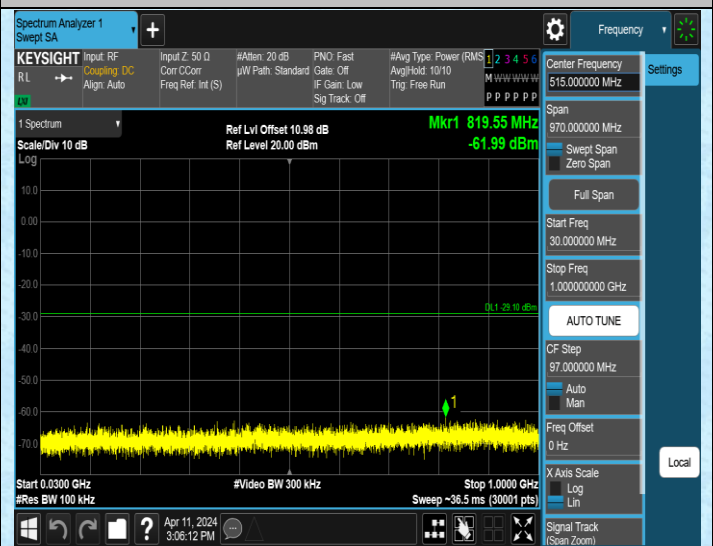 Spectrum Analyzer 1
Swept SA
+
Frequency
KEYSIGHT
RL
Input: RF
Coupling: DC
Align: Auto
Input Z: 50 Ω
Corr CCorr
Freq Ref: Int (S)
#Atten: 20 dB
µW Path: Standard
PNO: Fast
Gate: Off
IF Gain: Low
Sig Track: Off
#Avg Type: Power (RMS
Avg|Hold: 10/10
Trig: Free Run
1 2 3 4 5 6
M W W W W W
P P P P P P
LXI
1 Spectrum
Scale/Div 10 dB
Ref Lvl Offset 10.98 dB
Ref Level 20.00 dBm
Mkr1 819.55 MHz
-61.99 dBm
Log
10.0
0.00
-10.0
-20.0
-30.0
-40.0
-50.0
-60.0
-70.0
DL1 -29.10 dBm
1
Start 0.0300 GHz
#Res BW 100 kHz
#Video BW 300 kHz
Stop 1.0000 GHz
Sweep ~36.5 ms (30001 pts)
?
Apr 11, 2024
3:06:12 PM
Center Frequency
515.000000 MHz
Settings
Span
970.000000 MHz
Swept Span
Zero Span
Full Span
Start Freq
30.000000 MHz
Stop Freq
1.000000000 GHz
AUTO TUNE
CF Step
97.000000 MHz
Auto
Man
Freq Offset
0 Hz
X Axis Scale
Log
Lin
Local
Signal Track
(Span Zoom)